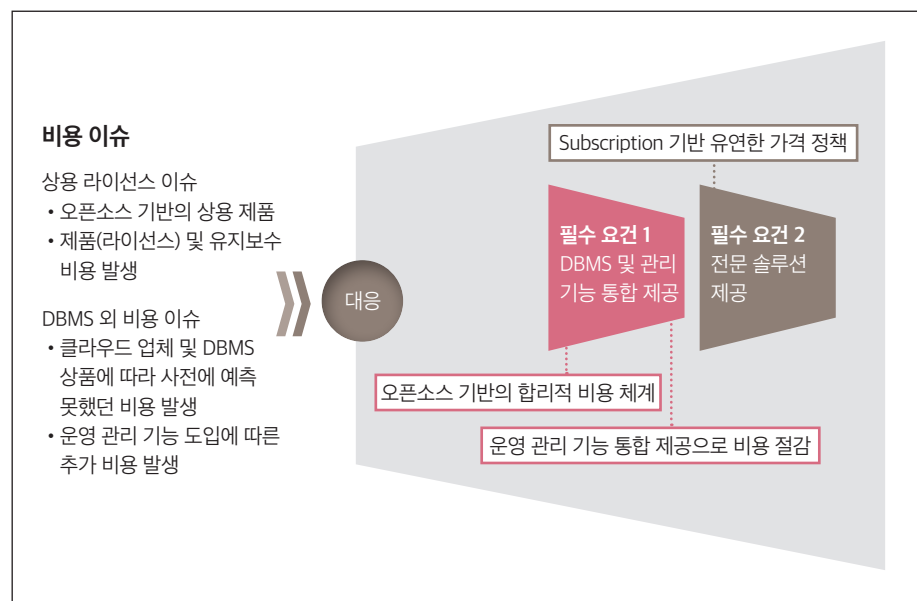 비용 이슈
상용 라이선스 이슈
• 오픈소스 기반의 상용 제품
• 제품(라이선스) 및 유지보수
비용 발생
DBMS 외 비용 이슈
• 클라우드 업체 및 DBMS
상품에 따라 사전에 예측
못했던 비용 발생
• 운영 관리 기능 도입에 따른
추가 비용 발생
대응
Subscription 기반 유연한 가격 정책
필수 요건 1
DBMS 및 관리
기능 통합 제공
필수 요건 2
전문 솔루션
제공
오픈소스 기반의 합리적 비용 체계
운영 관리 기능 통합 제공으로 비용 절감